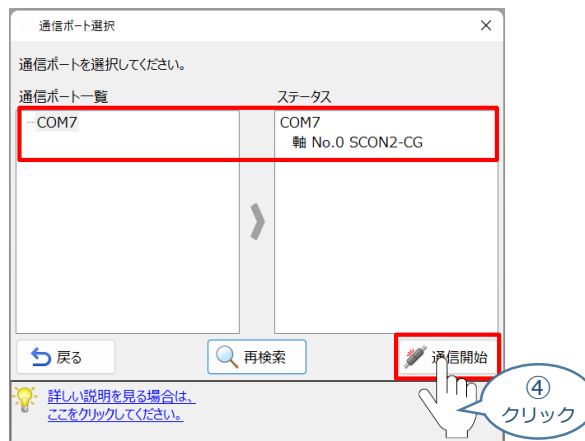 通信ポート選択
通信ポートを選択してください。
通信ポート一覧
ステータス
COM7
COM7
軸 No.0 SCON2-CG
戻る
再検索
通信開始
詳しい説明を見る場合は、
ここをクリックしてください。
④
クリック